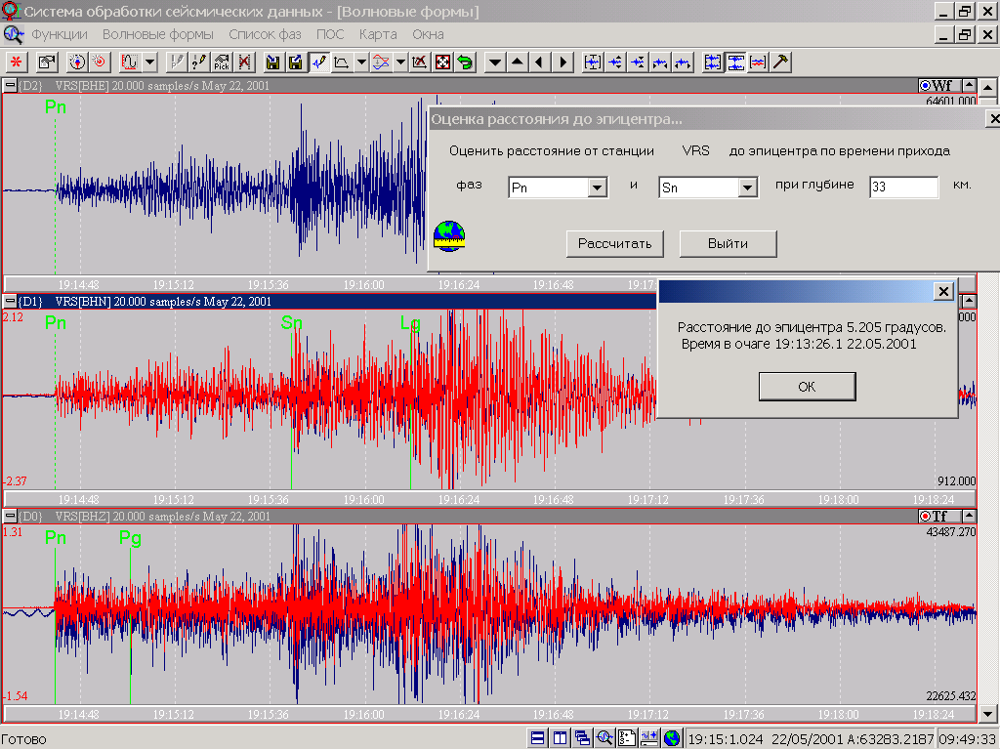 Система обработки сейсмических данных - [Волновые формы]
Функции Волновые формы Список фаз ПОС Карта Окна
Pick
{D2} VRS[BHE] 20.000 samples/s May 22, 2001 Wf
64601.000
Pn
Оценка расстояния до эпицентра...
Оценить расстояние от станции VRS до эпицентра по времени прихода
фаз Pn и Sn при глубине 33 км.
Рассчитать Выйти
19:14:48 19:15:12 19:15:36 19:16:00 19:16:24 19:16:48
{D1} VRS[BHN] 20.000 samples/s May 22, 2001
2.12
Pn Sn Lg
Расстояние до эпицентра 5.205 градусов.
Время в очаге 19:13:26.1 22.05.2001
OK
-2.37 912.000
19:14:48 19:15:12 19:15:36 19:16:00 19:16:24 19:16:48 19:17:12 19:17:36 19:18:00 19:18:24
{D0} VRS[BHZ] 20.000 samples/s May 22, 2001 Tf
1.31 43487.270
Pn Pg
-1.54 22625.432
19:14:48 19:15:12 19:15:36 19:16:00 19:16:24 19:16:48 19:17:12 19:17:36 19:18:00 19:18:24
Готово 19:15:1.024 22/05/2001 A:63283.2187 09:49:33